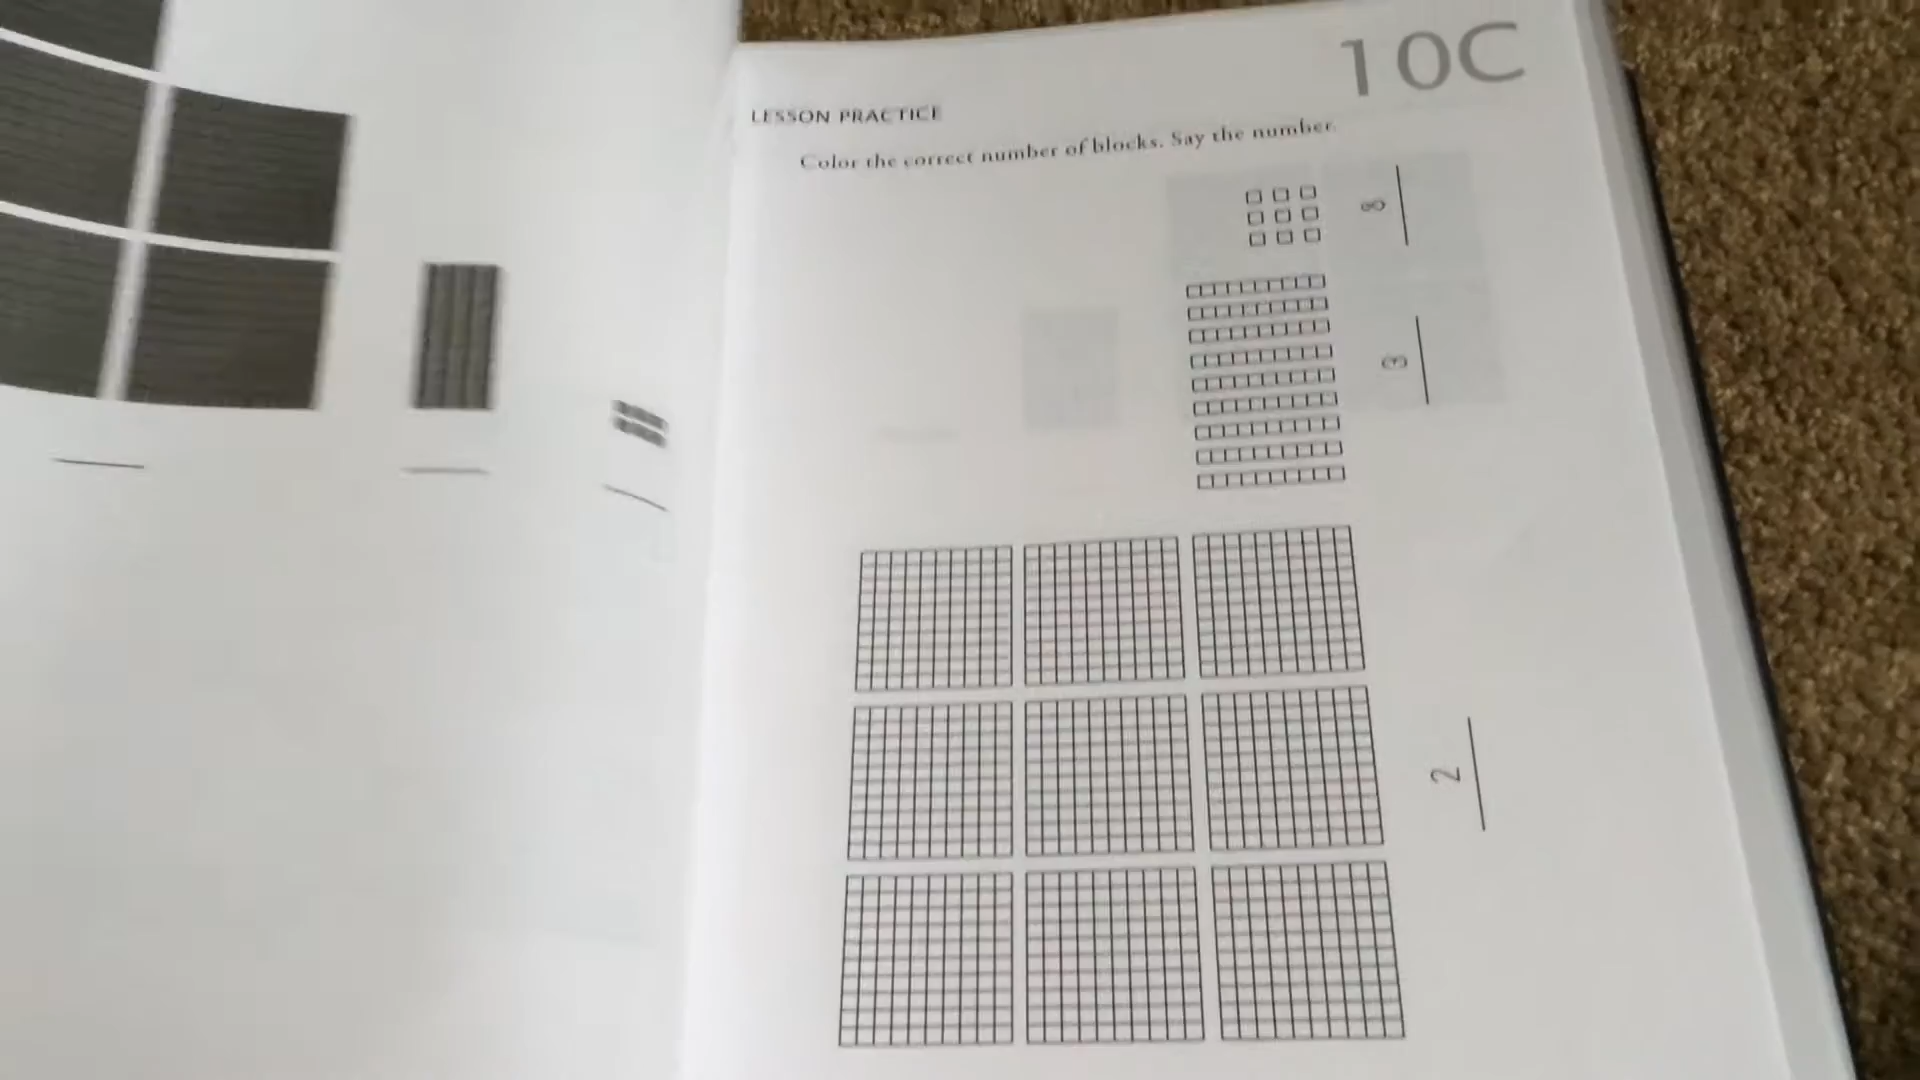 10C
LESSON PRACTICE
Color the correct number of blocks. Say the number.
2 3 8